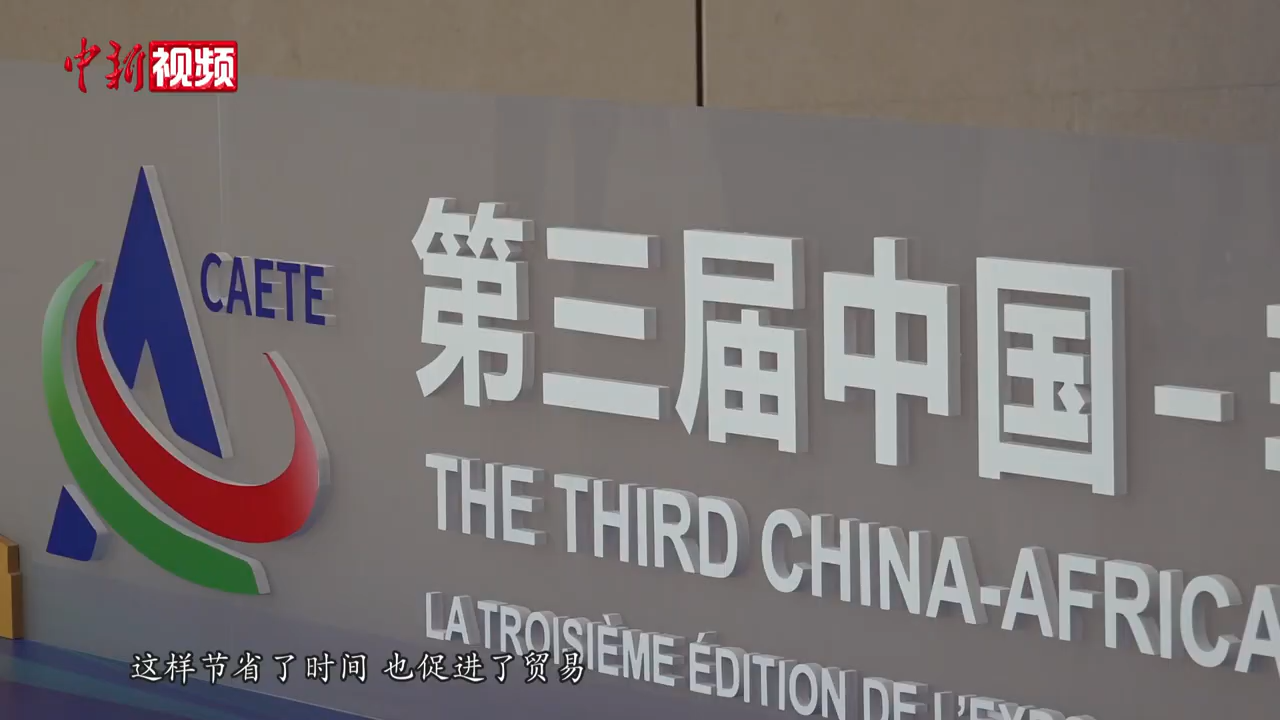 中新视频
CAETE
第三届中国-
THE THIRD CHINA-AFRICA
LA TROISIÈME ÉDITION DE L'EXPO
这样节省了时间 也促进了贸易